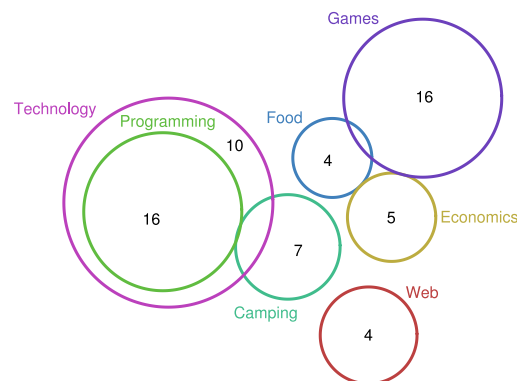 Games
16
Technology
Programming
10
Food
4
16
5
Economics
7
Camping
Web
4